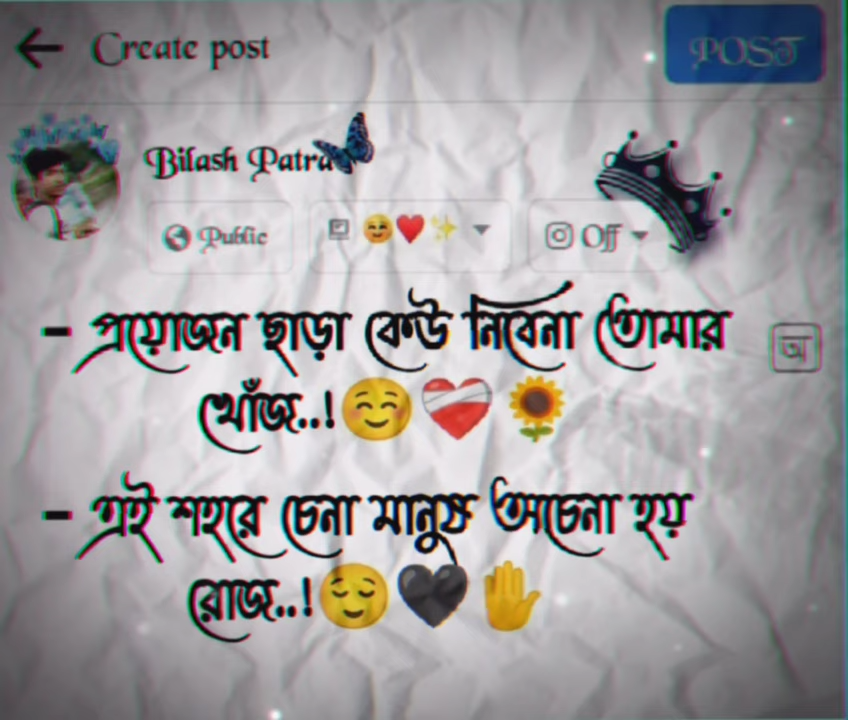 Create post
POST
Bilash Patra
Public
😊❤️✨
Off
- প্রয়োজন ছাড়া কেউ নিবেনা তোমার
খোঁজ..!☺️❤️‍🩹🌻
অ
- এই শহরে চেনা মানুষ অচেনা হয়
রোজ..!😌🖤🤚